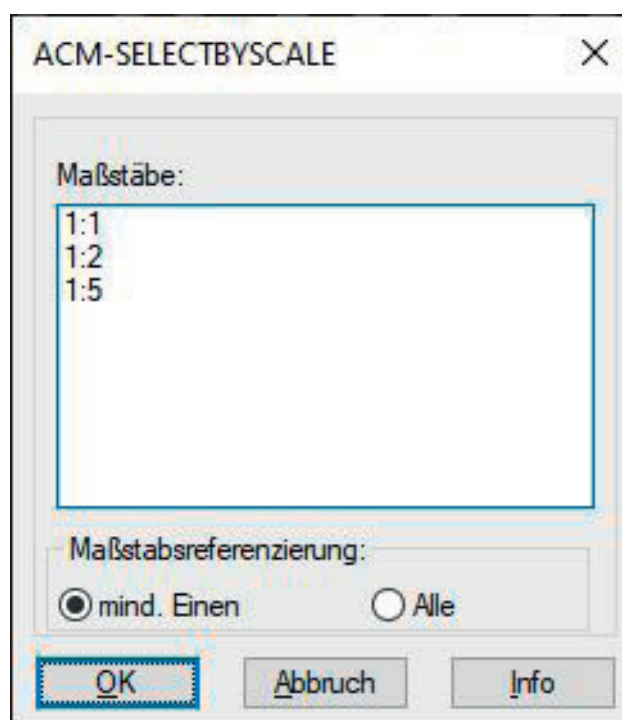 ACM-SELECTBYSCALE
Maßstäbe:
1:1
1:2
1:5
Maßstabsreferenzierung:
mind. Einen Alle
OK Abbruch Info